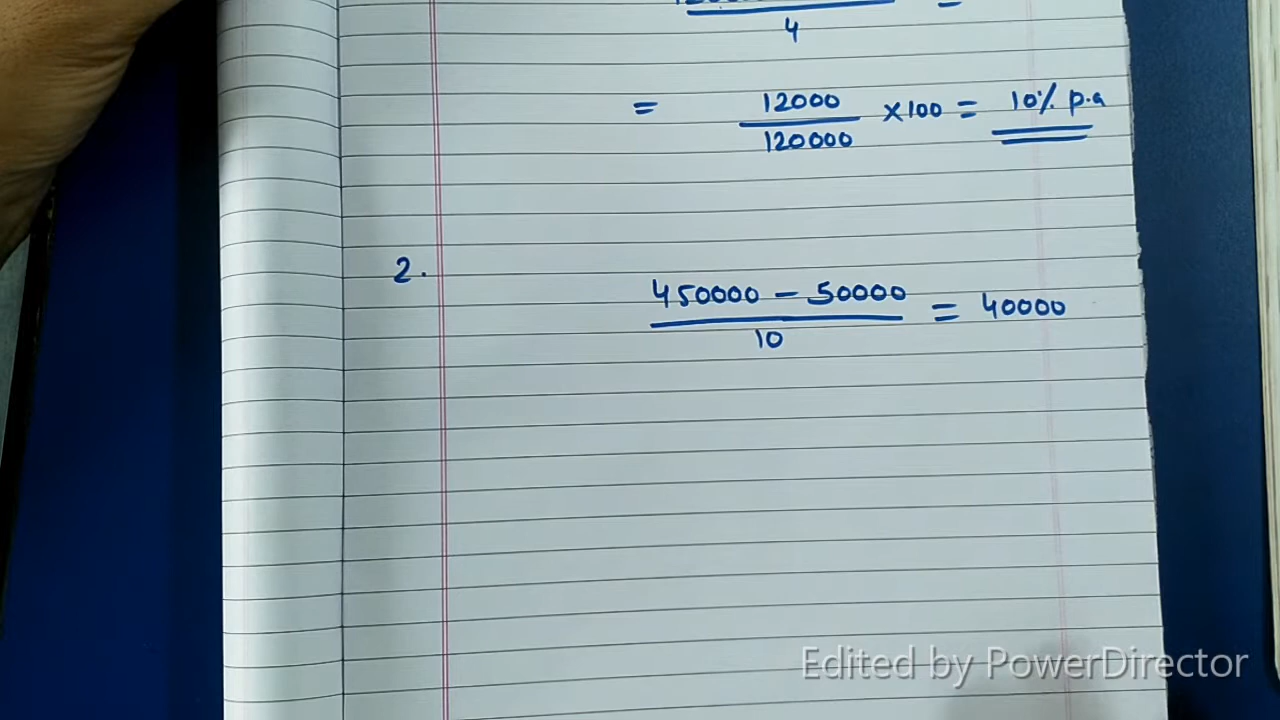 4
= 12000 / 120000 ×100 = 10% p.a
2. 450000 - 50000 / 10 = 40000
Edited by PowerDirector